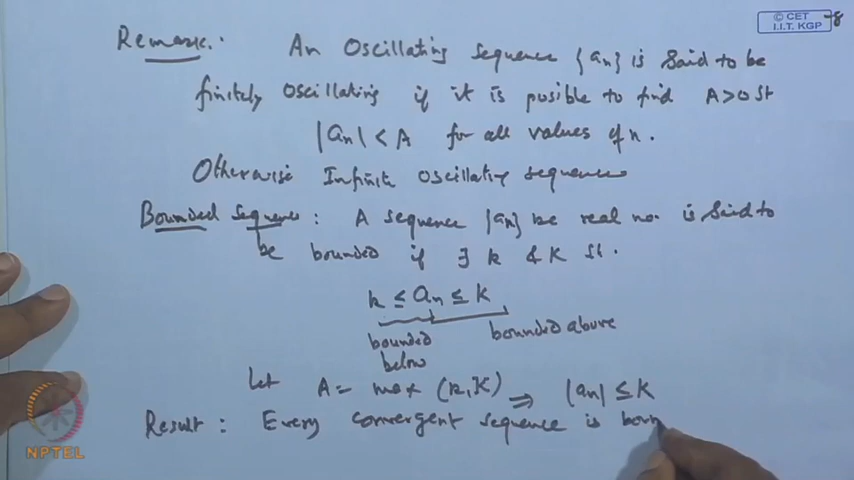 © CET
I.I.T. KGP
-8
Remark: An Oscillating sequence {an} is said to be
finitely oscillating if it is posible to find A>0 st
|an| < A for all values of n.
Otherwise Infinite oscillating sequence
Bounded Sequence : A sequence {an} be real no. is said to
be bounded if ∃ k & K st.
k ≤ an ≤ K
bounded below
bounded above
Let A = max (k, K) ⇒ |an| ≤ K
Result : Every convergent sequence is boun
NPTEL